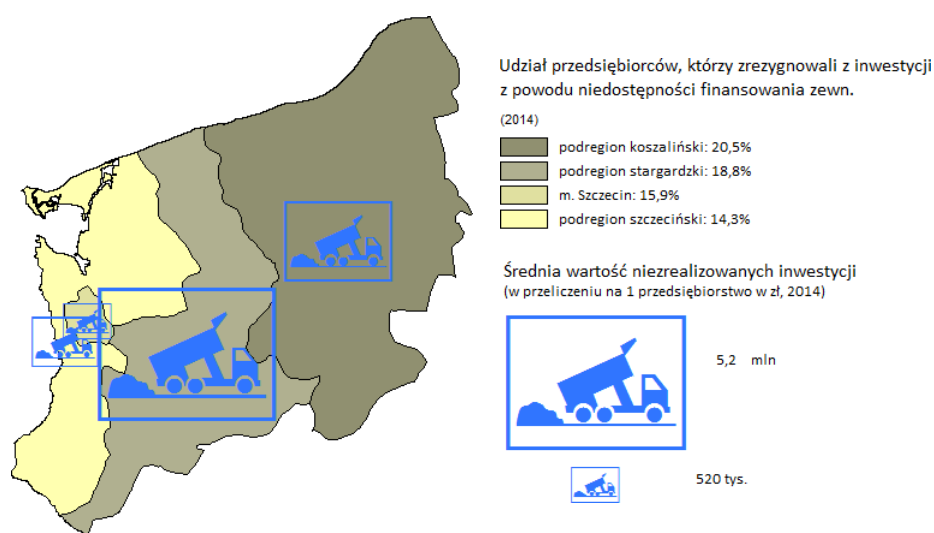 Udział przedsiębiorców, którzy zrezygnowali z inwestycji
z powodu niedostępności finansowania zewn.
(2014)
podregion koszaliński: 20,5%
podregion stargardzki: 18,8%
m. Szczecin: 15,9%
podregion szczeciński: 14,3%
Średnia wartość niezrealizowanych inwestycji
(w przeliczeniu na 1 przedsiębiorstwo w zł, 2014)
5,2 mln
520 tys.